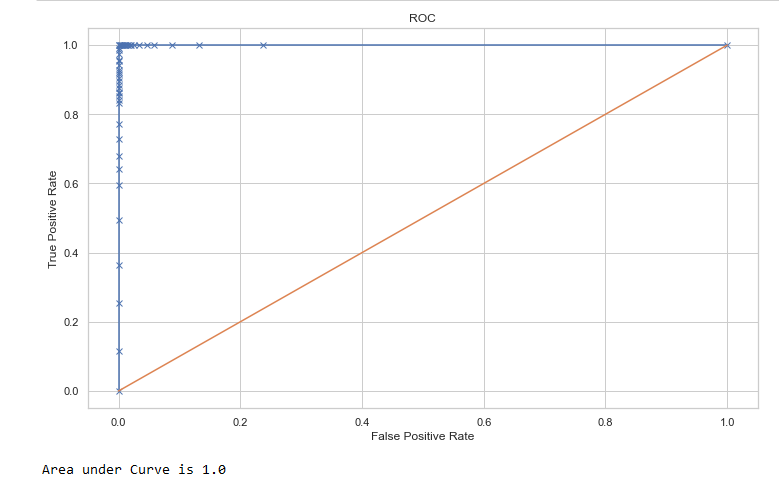 ROC
1.0
0.8
0.6
0.4
0.2
0.0
True Positive Rate
0.0 0.2 0.4 0.6 0.8 1.0
False Positive Rate
Area under Curve is 1.0